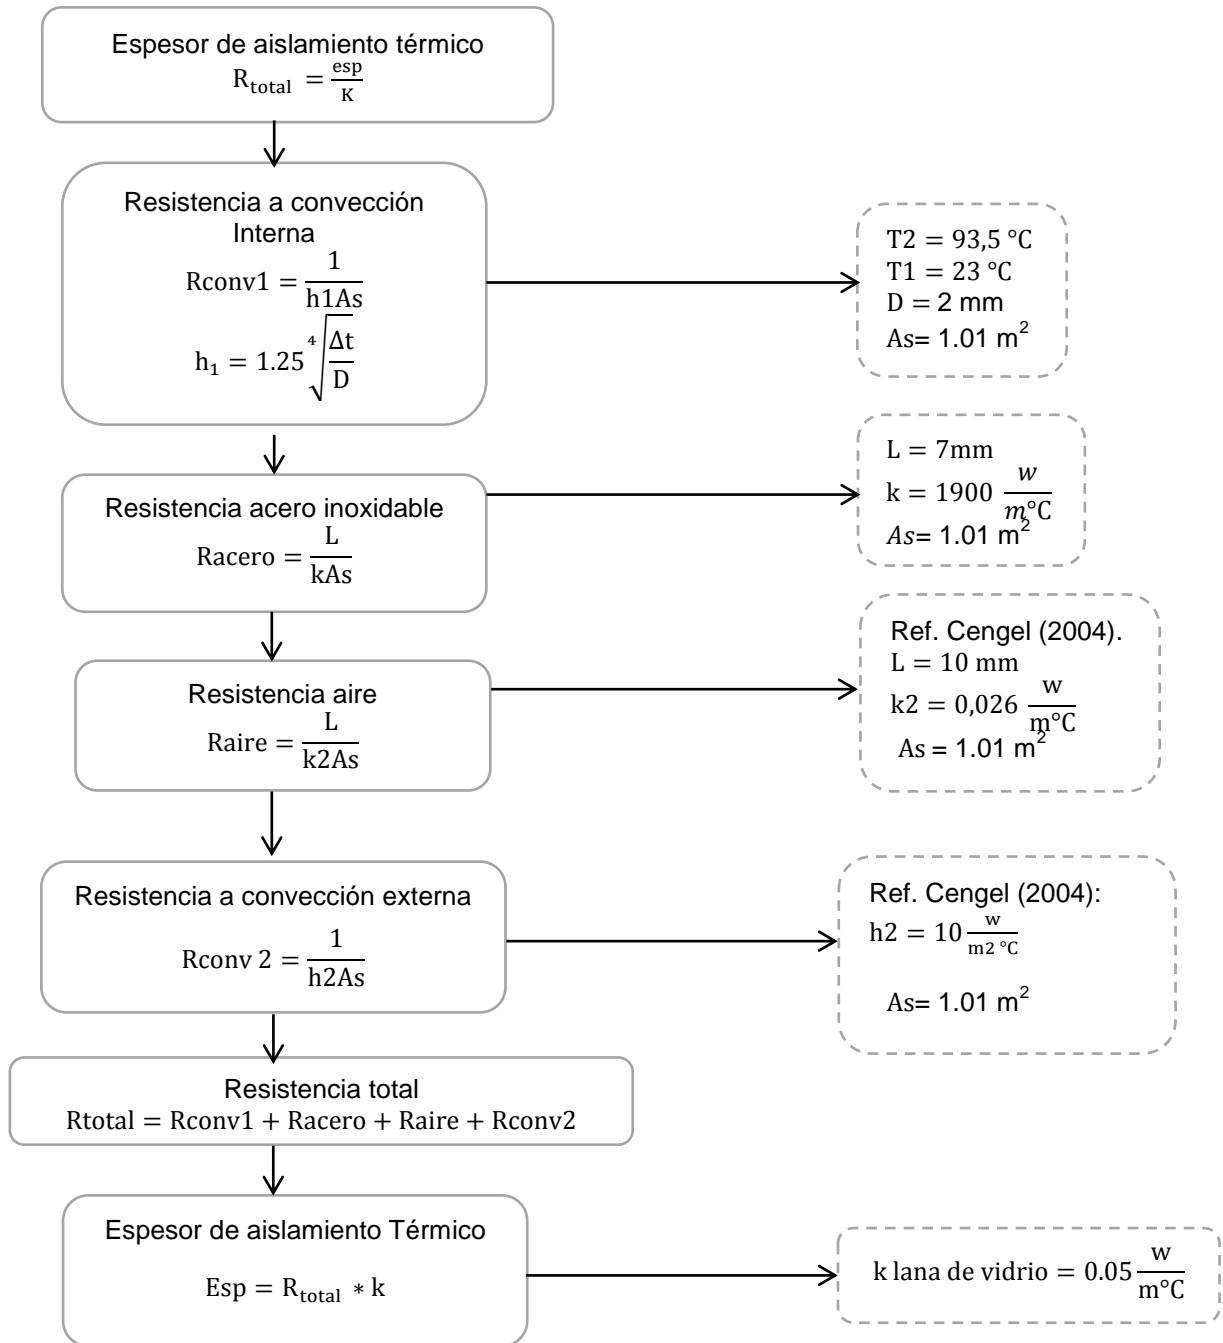 Espesor de aislamiento térmico
R_total = esp/K
Resistencia a convección
Interna
Rconv1 = 1/h1As
h₁ = 1.25 ⁴√(Δt/D)
T2 = 93,5 °C
T1 = 23 °C
D = 2 mm
As= 1.01 m²
Resistencia acero inoxidable
Racero = L/kAs
L = 7mm
k = 1900 w/m°C
As= 1.01 m²
Resistencia aire
Raire = L/k2As
Ref. Cengel (2004).
L = 10 mm
k2 = 0,026 w/m°C
As = 1.01 m²
Resistencia a convección externa
Rconv 2 = 1/h2As
Ref. Cengel (2004):
h2 = 10 w/m2 °C
As= 1.01 m²
Resistencia total
Rtotal = Rconv1 + Racero + Raire + Rconv2
Espesor de aislamiento Térmico
Esp = R_total * k
k lana de vidrio = 0.05 w/m°C